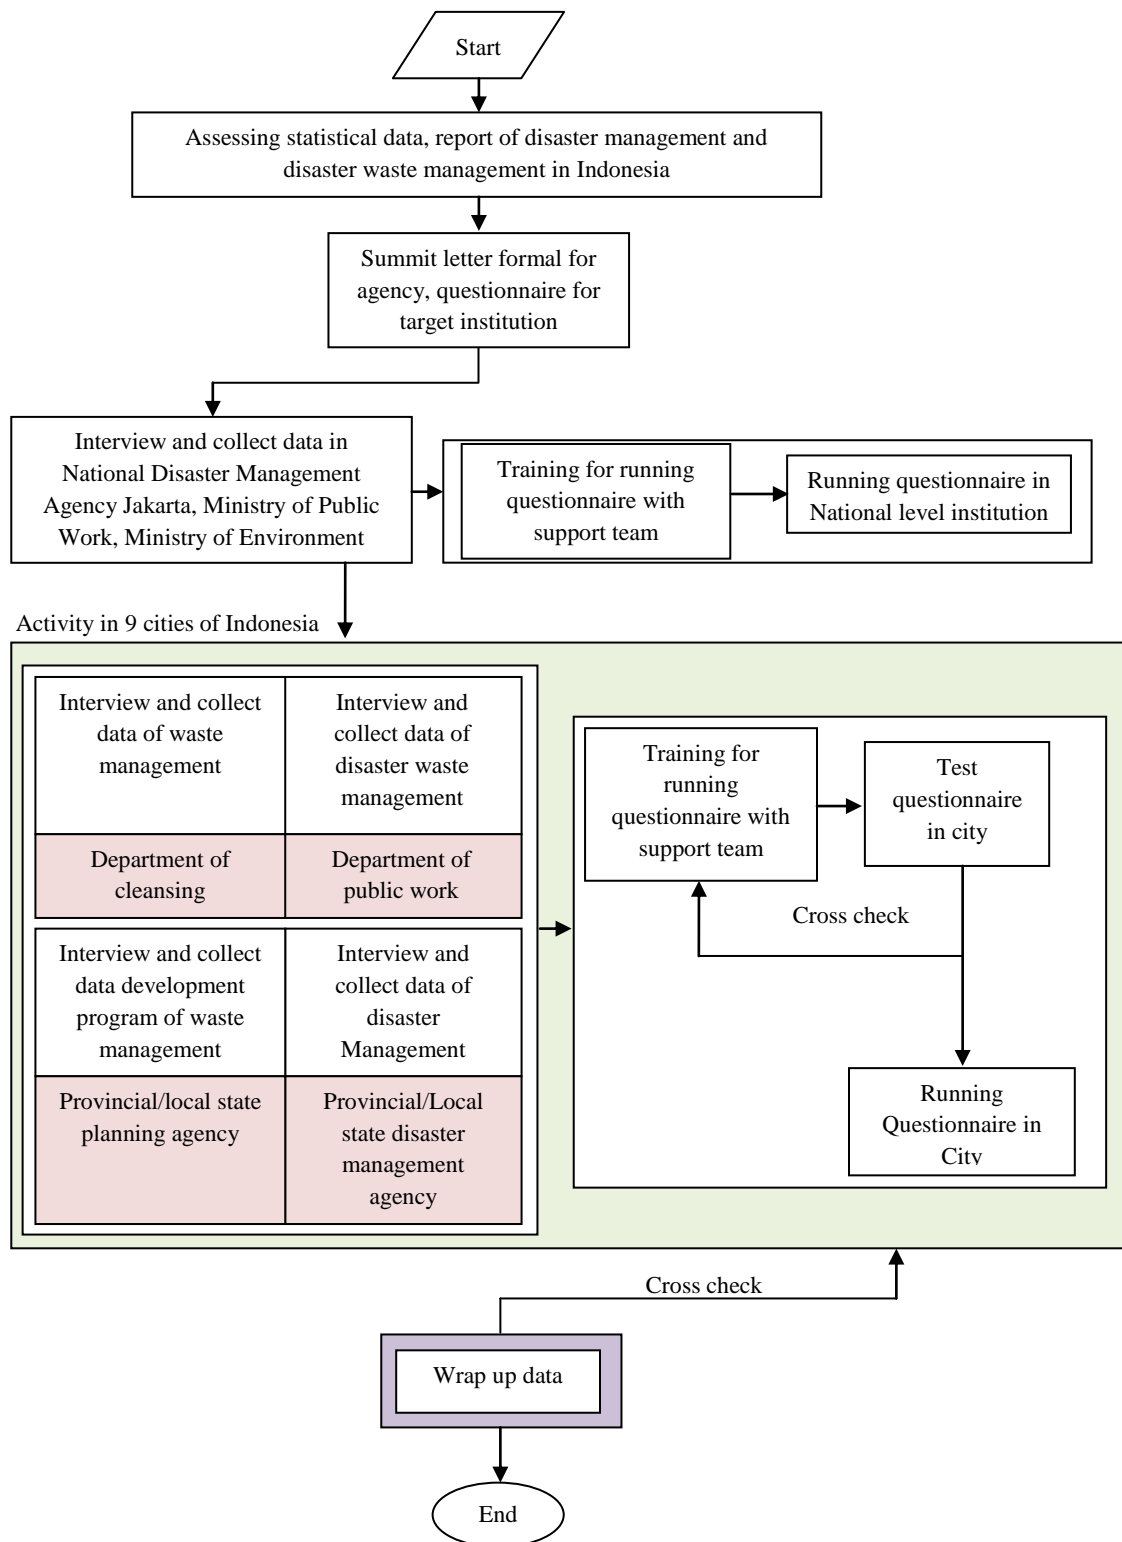 Start
Assessing statistical data, report of disaster management and
disaster waste management in Indonesia
Summit letter formal for
agency, questionnaire for
target institution
Interview and collect data in
National Disaster Management
Agency Jakarta, Ministry of Public
Work, Ministry of Environment
Training for running
questionnaire with
support team
Running questionnaire in
National level institution
Activity in 9 cities of Indonesia
Interview and collect
data of waste
management
Interview and
collect data of
disaster waste
management
Department of
cleansing
Department of
public work
Interview and collect
data development
program of waste
management
Interview and
collect data of
disaster
Management
Provincial/local state
planning agency
Provincial/Local
state disaster
management
agency
Training for
running
questionnaire with
support team
Test
questionnaire
in city
Cross check
Running
Questionnaire in
City
Cross check
Wrap up data
End